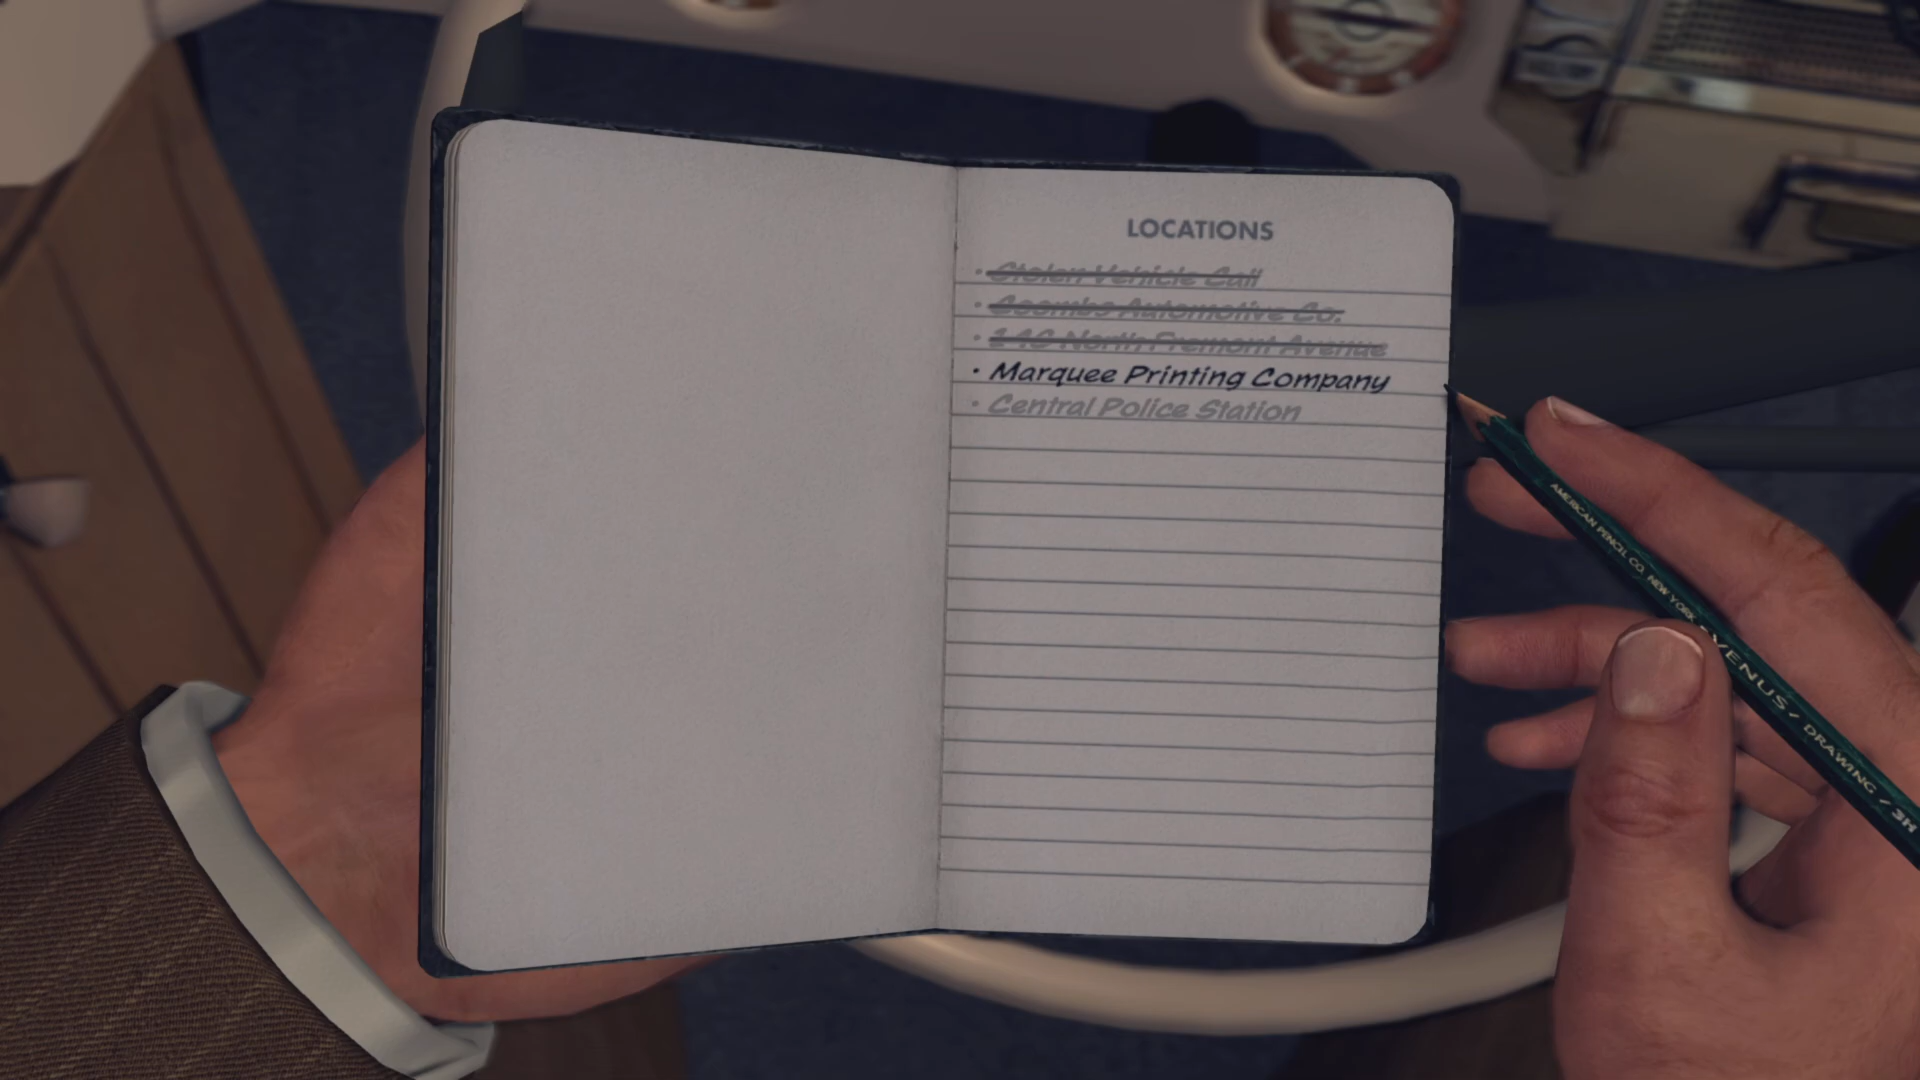 LOCATIONS
· Stolen Vehicle Call
· Coombs Automotive Co.
· 146 North Fremont Avenue
· Marquee Printing Company
· Central Police Station
AMERICAN PENCIL CO. NEW YORK VENUS / DRAWING / 3H